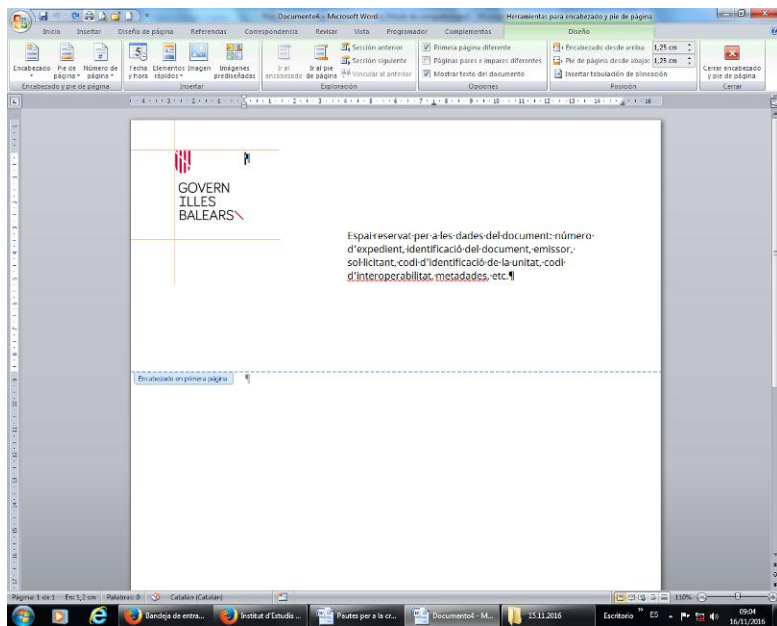 Documento4 - Microsoft Word
Herramientas para encabezado y pie de página
Inicio Insertar Diseño de página Referencias Correspondencia Revisar Vista Programador Complementos Diseño
Encabezado Pie de página Número de página
Fecha y hora Elementos rápidos Imagen Imágenes prediseñadas
Ir al encabezado Ir al pie de página
Sección anterior
Sección siguiente
Vincular al anterior
Primera página diferente
Páginas pares e impares diferentes
Mostrar texto del documento
Encabezado desde arriba: 1,25 cm
Pie de página desde abajo: 1,25 cm
Insertar tabulación de alineación
Cerrar encabezado y pie de página
Encabezado y pie de página Insertar Exploración Opciones Posición Cerrar
GOVERN
ILLES
BALEARS
Espai·reservat·per·a·les·dades·del·document:·número·
d'expedient,·identificació·del·document,·emissor,·
sol·licitant,·codi·d'identificació·de·la·unitat,·codi·
d'interoperabilitat,·metadades,·etc.¶
Encabezado en primera página ¶
Página: 1 de 1 En: 1,2 cm Palabras: 0 Catalán (Catalan) 110%
Bandeja de entra... Institut d'Estudis ... Pautes per a la cr... Documento4 - M... 15.11.2016 Escritorio ES 09:04
16/11/2016